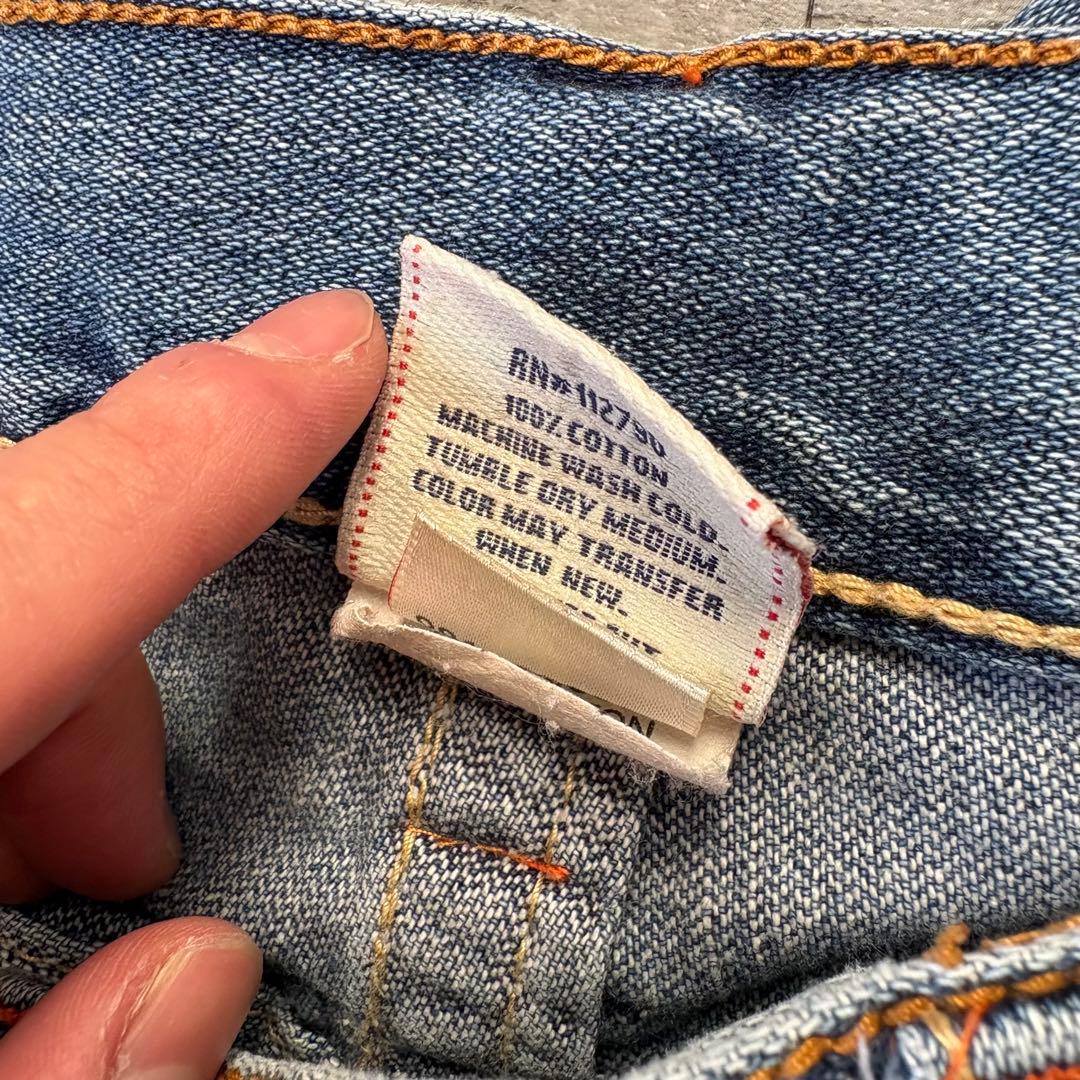 RN#112790
100% COTTON
MACHINE WASH COLD.
TUMBLE DRY MEDIUM.
COLOR MAY TRANSFER
WHEN NEW.